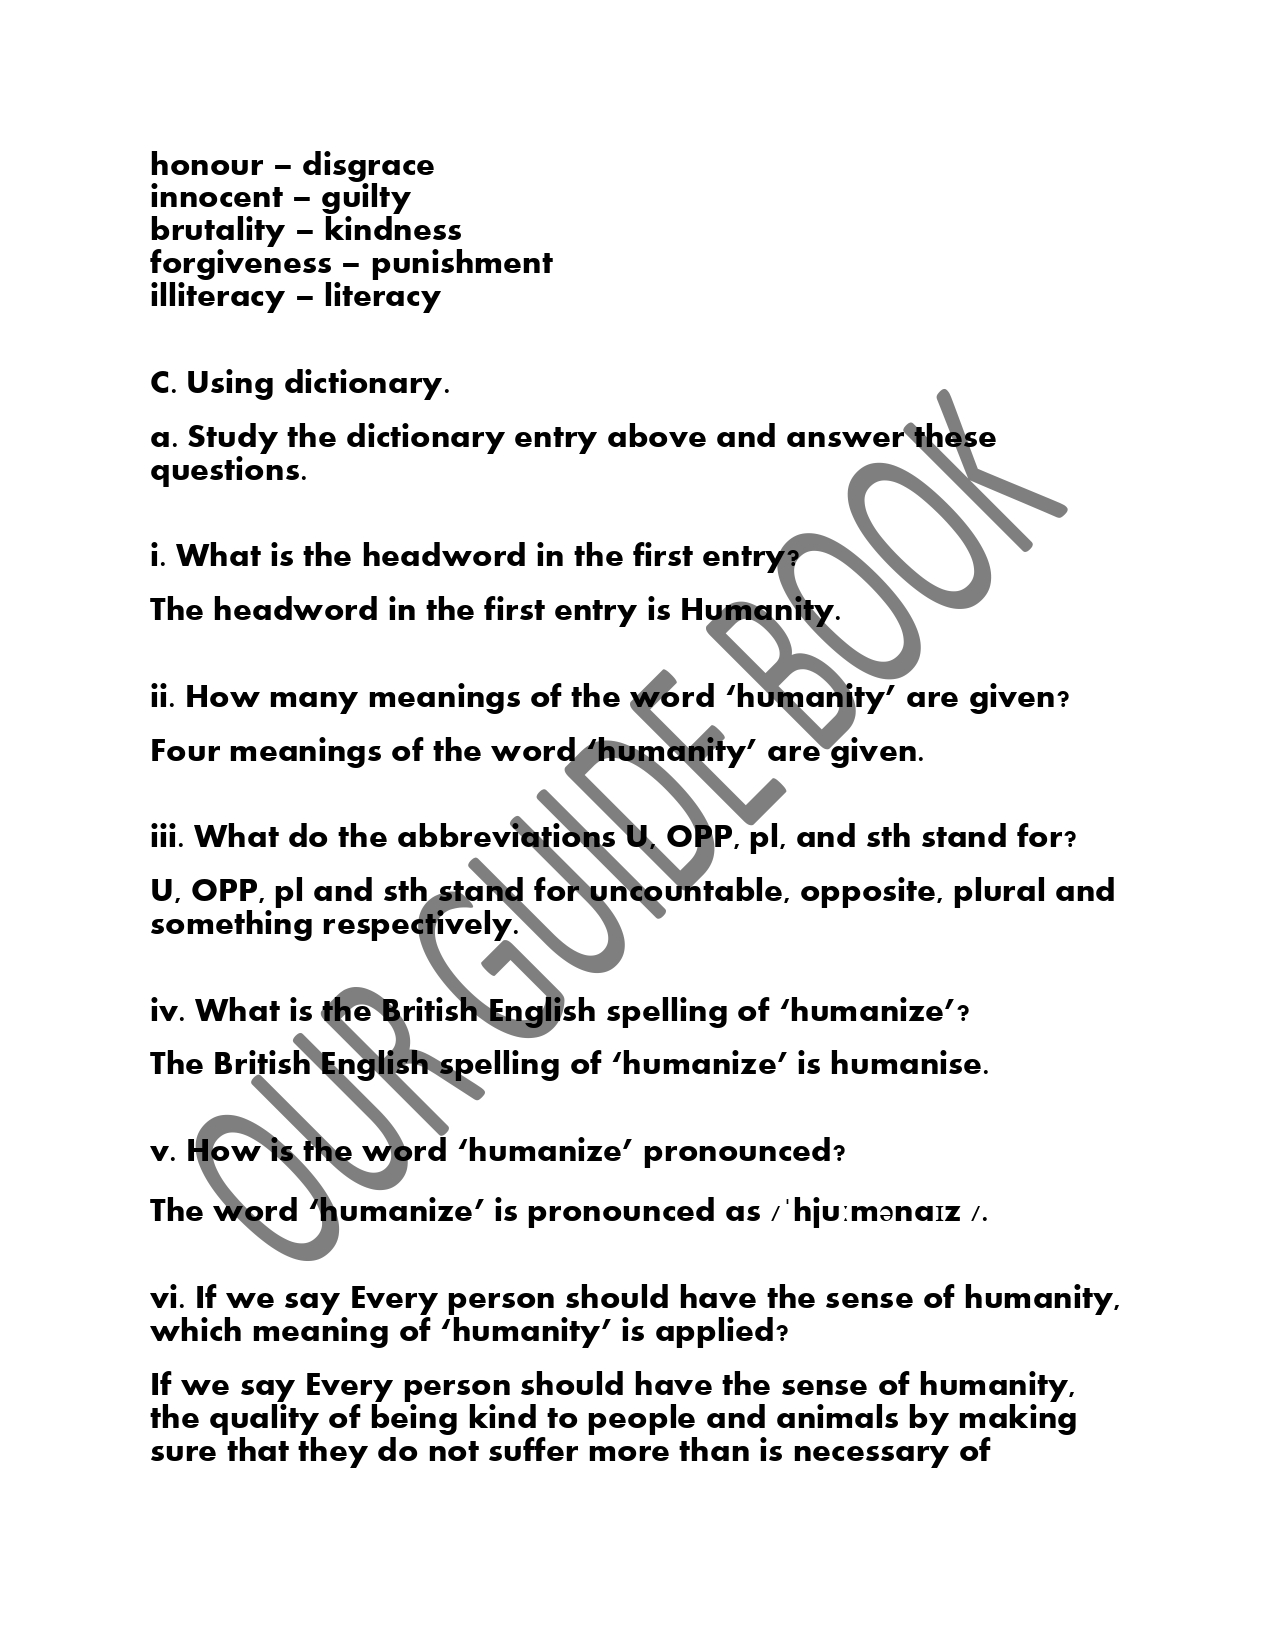 honour – disgrace
innocent – guilty
brutality – kindness
forgiveness – punishment
illiteracy – literacy
C. Using dictionary.
a. Study the dictionary entry above and answer these
questions.
i. What is the headword in the first entry?
The headword in the first entry is Humanity.
ii. How many meanings of the word ‘humanity’ are given?
Four meanings of the word ‘humanity’ are given.
iii. What do the abbreviations U, OPP, pl, and sth stand for?
U, OPP, pl and sth stand for uncountable, opposite, plural and
something respectively.
iv. What is the British English spelling of ‘humanize’?
The British English spelling of ‘humanize’ is humanise.
v. How is the word ‘humanize’ pronounced?
The word ‘humanize’ is pronounced as /ˈhjuːmənaɪz /.
vi. If we say Every person should have the sense of humanity,
which meaning of ‘humanity’ is applied?
If we say Every person should have the sense of humanity,
the quality of being kind to people and animals by making
sure that they do not suffer more than is necessary of
OUR GUIDE BOOK